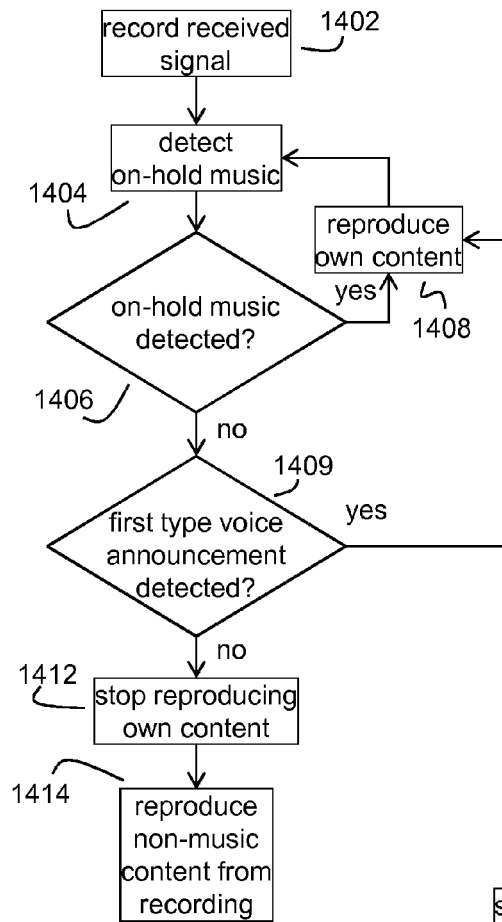 record received
signal
1402
detect
on-hold music
1404
reproduce
own content
1408
on-hold music
detected?
yes
1406
no
1409
first type voice
announcement
detected?
yes
no
1412
stop reproducing
own content
1414
reproduce
non-music
content from
recording